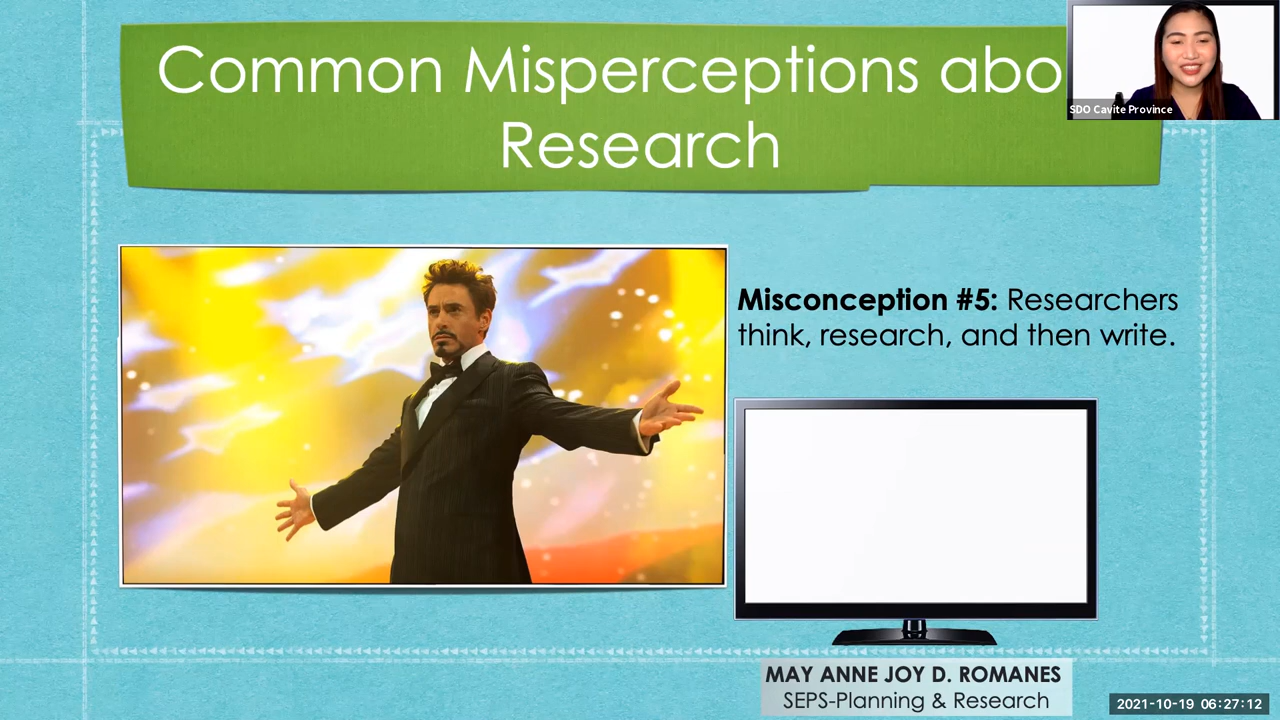 Common Misperceptions abo
Research
SDO Cavite Province
Misconception #5: Researchers
think, research, and then write.
MAY ANNE JOY D. ROMANES
SEPS-Planning & Research
2021-10-19 06:27:12